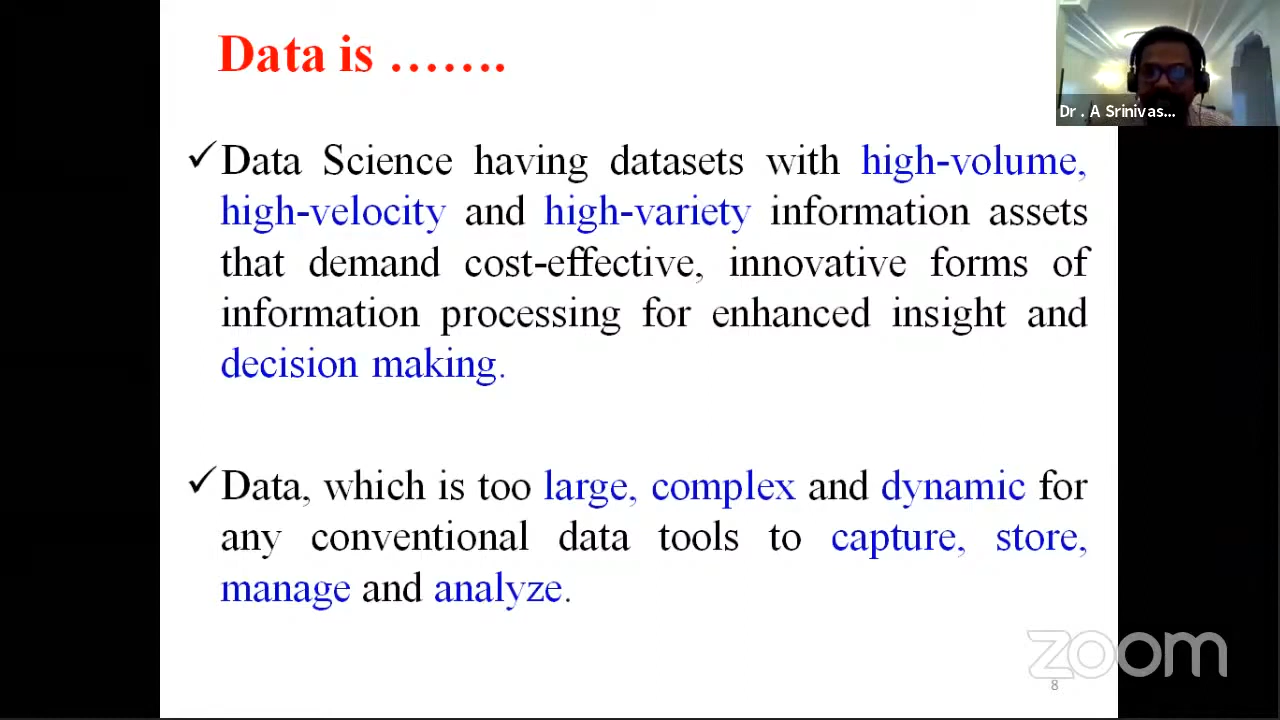 Data is …….
Dr . A Srinivas...
✓Data Science having datasets with high-volume,
high-velocity and high-variety information assets
that demand cost-effective, innovative forms of
information processing for enhanced insight and
decision making.
✓Data, which is too large, complex and dynamic for
any conventional data tools to capture, store,
manage and analyze.
zoom
8